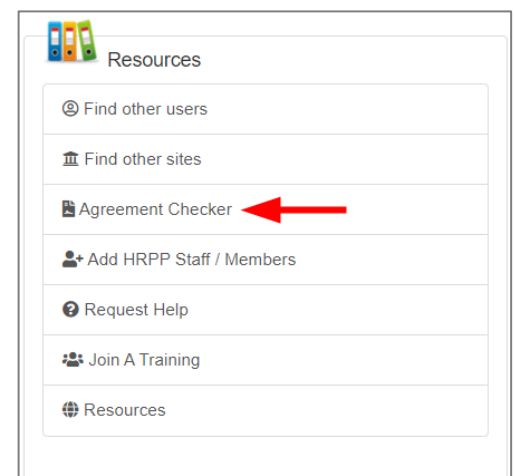 Resources
Find other users
Find other sites
Agreement Checker
Add HRPP Staff / Members
Request Help
Join A Training
Resources